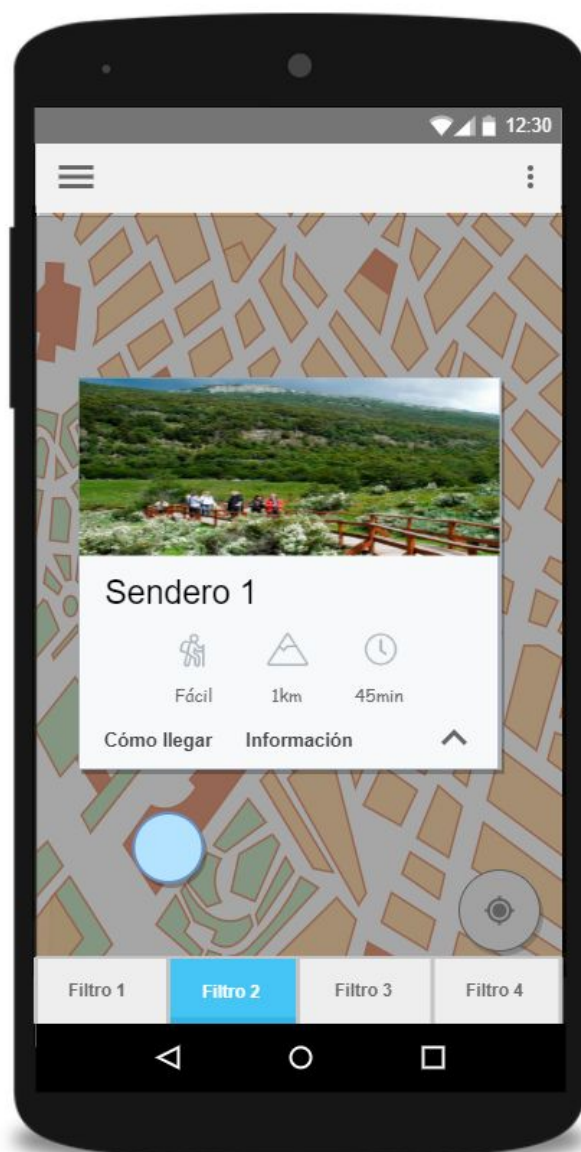 12:30
Sendero 1
Fácil 1km 45min
Cómo llegar Información
Filtro 1 Filtro 2 Filtro 3 Filtro 4